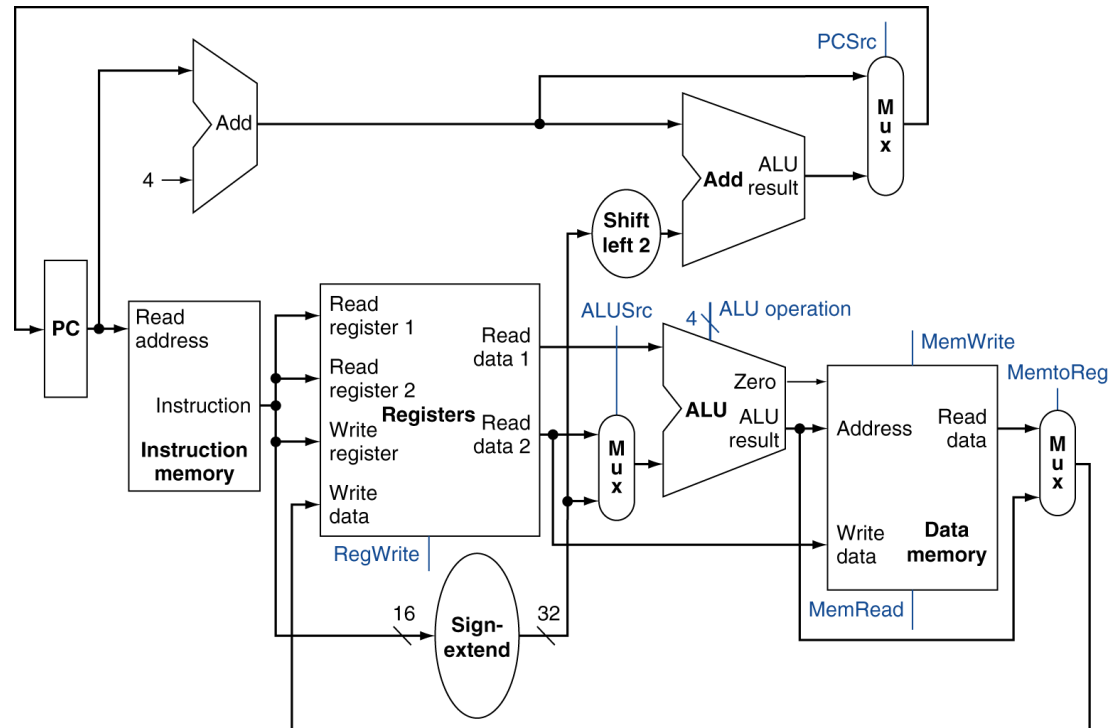 PCSrc
M
u
x
Add
4
Add
ALU
result
Shift
left 2
PC
Read
address
Instruction
Instruction
memory
Read
register 1
Read
register 2
Write
register
Write
data
Registers
Read
data 1
Read
data 2
RegWrite
16
Sign-
extend
32
ALUSrc
M
u
x
4
ALU operation
Zero
ALU
ALU
result
MemWrite
Address
Read
data
Write
data
Data
memory
MemRead
MemtoReg
M
u
x